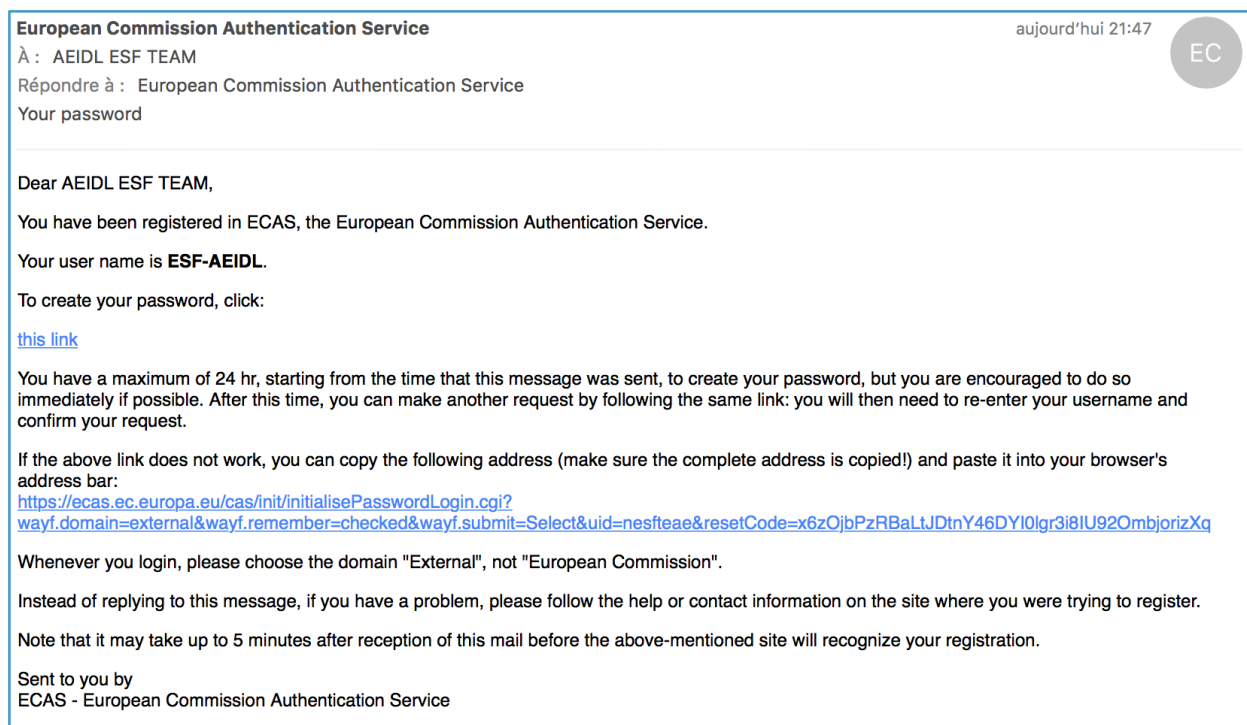 European Commission Authentication Service
aujourd'hui 21:47
EC
À : AEIDL ESF TEAM
Répondre à : European Commission Authentication Service
Your password
Dear AEIDL ESF TEAM,
You have been registered in ECAS, the European Commission Authentication Service.
Your user name is ESF-AEIDL.
To create your password, click:
this link
You have a maximum of 24 hr, starting from the time that this message was sent, to create your password, but you are encouraged to do so
immediately if possible. After this time, you can make another request by following the same link: you will then need to re-enter your username and
confirm your request.
If the above link does not work, you can copy the following address (make sure the complete address is copied!) and paste it into your browser's
address bar:
https://ecas.ec.europa.eu/cas/init/initialisePasswordLogin.cgi?
wayf.domain=external&wayf.remember=checked&wayf.submit=Select&uid=nesfteae&resetCode=x6zOjbPzRBaLtJDtnY46DYI0lgr3i8IU92OmbjorizXq
Whenever you login, please choose the domain "External", not "European Commission".
Instead of replying to this message, if you have a problem, please follow the help or contact information on the site where you were trying to register.
Note that it may take up to 5 minutes after reception of this mail before the above-mentioned site will recognize your registration.
Sent to you by
ECAS - European Commission Authentication Service